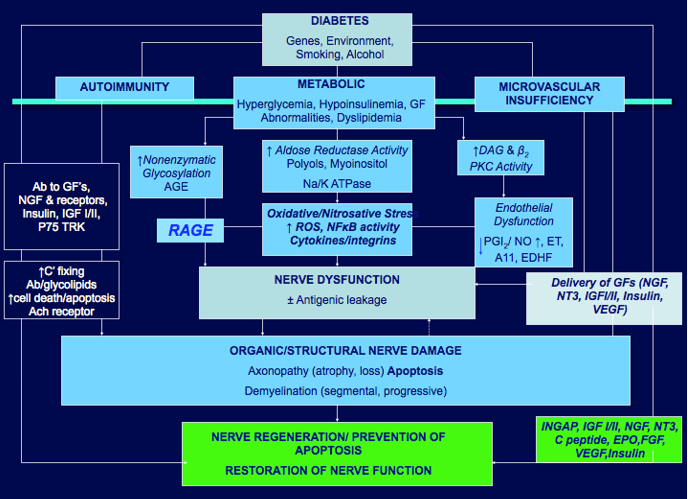 DIABETES
Genes, Environment,
Smoking, Alcohol
AUTOIMMUNITY
METABOLIC
Hyperglycemia, Hypoinsulinemia, GF
Abnormalities, Dyslipidemia
MICROVASCULAR
INSUFFICIENCY
Ab to GF's,
NGF & receptors,
Insulin, IGF I/II,
P75 TRK
↑Nonenzymatic
Glycosylation
AGE
↑ Aldose Reductase Activity
Polyols, Myoinositol
Na/K ATPase
↑DAG & β2
PKC Activity
RAGE
Oxidative/Nitrosative Stress
↑ ROS, NFκB activity
Cytokines/integrins
Endothelial
Dysfunction
↓ PGI2/ NO ↑, ET,
A11, EDHF
↑C' fixing
Ab/glycolipids
↑cell death/apoptosis
Ach receptor
NERVE DYSFUNCTION
± Antigenic leakage
Delivery of GFs (NGF,
NT3, IGFI/II, Insulin,
VEGF)
ORGANIC/STRUCTURAL NERVE DAMAGE
Axonopathy (atrophy, loss) Apoptosis
Demyelination (segmental, progressive)
NERVE REGENERATION/ PREVENTION OF
APOPTOSIS
RESTORATION OF NERVE FUNCTION
INGAP, IGF I/II, NGF, NT3,
C peptide, EPO,FGF,
VEGF,Insulin